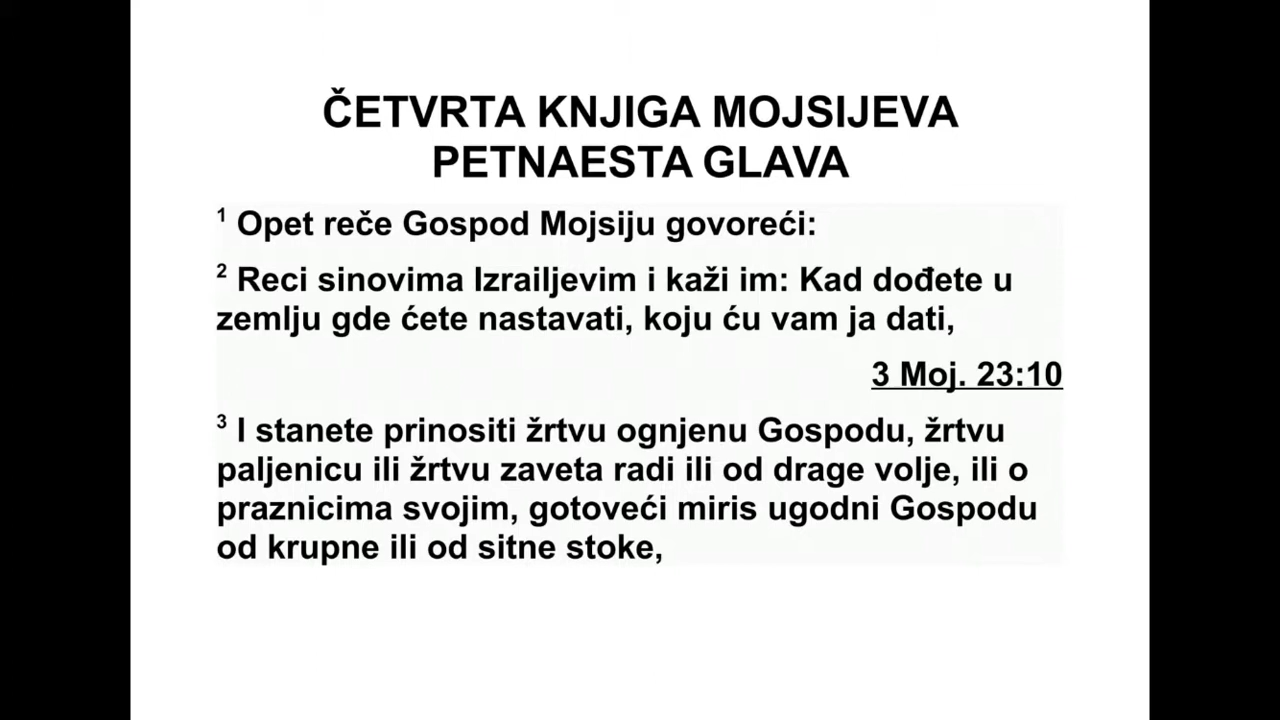 ČETVRTA KNJIGA MOJSIJEVA
PETNAESTA GLAVA
1 Opet reče Gospod Mojsiju govoreći:
2 Reci sinovima Izrailjevim i kaži im: Kad dođete u
zemlju gde ćete nastavati, koju ću vam ja dati,
3 Moj. 23:10
3 I stanete prinositi žrtvu ognjenu Gospodu, žrtvu
paljenicu ili žrtvu zaveta radi ili od drage volje, ili o
praznicima svojim, gotoveći miris ugodni Gospodu
od krupne ili od sitne stoke,